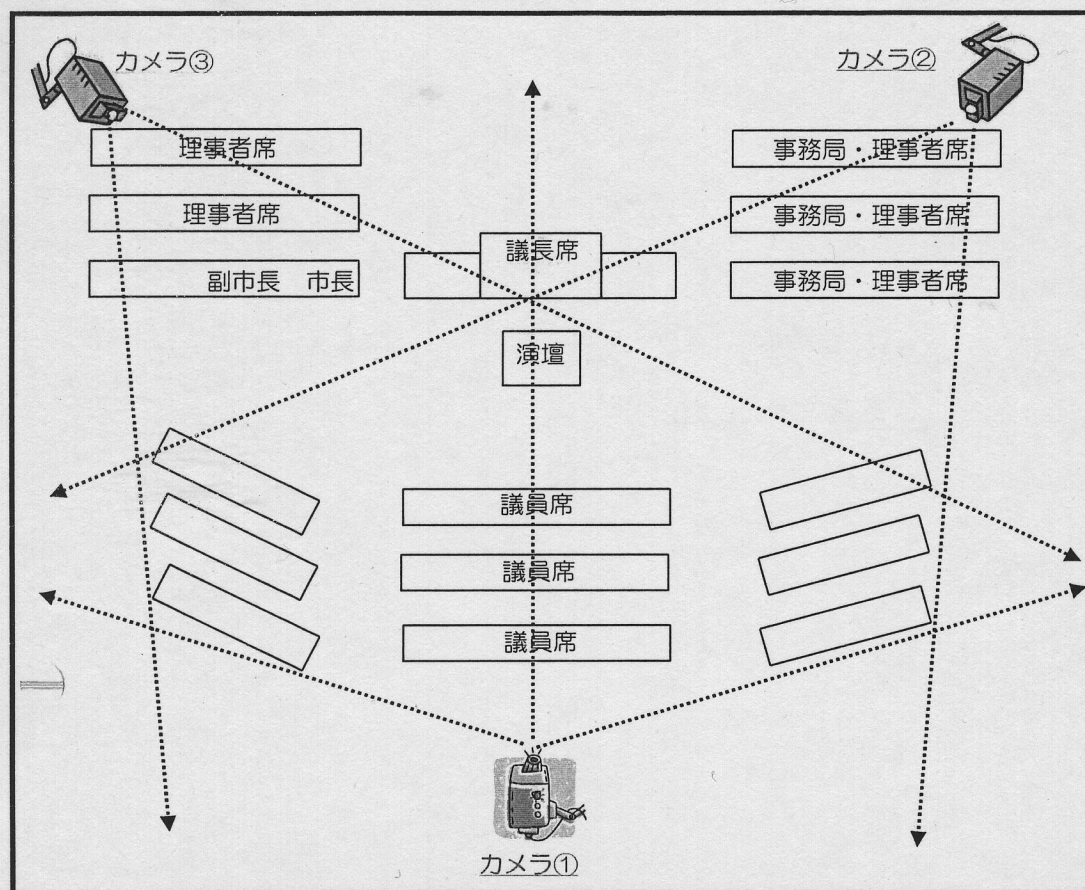 カメラ③
カメラ②
理事者席
事務局・理事者席
理事者席
事務局・理事者席
議長席
副市長　市長
事務局・理事者席
演壇
議員席
議員席
議員席
カメラ①